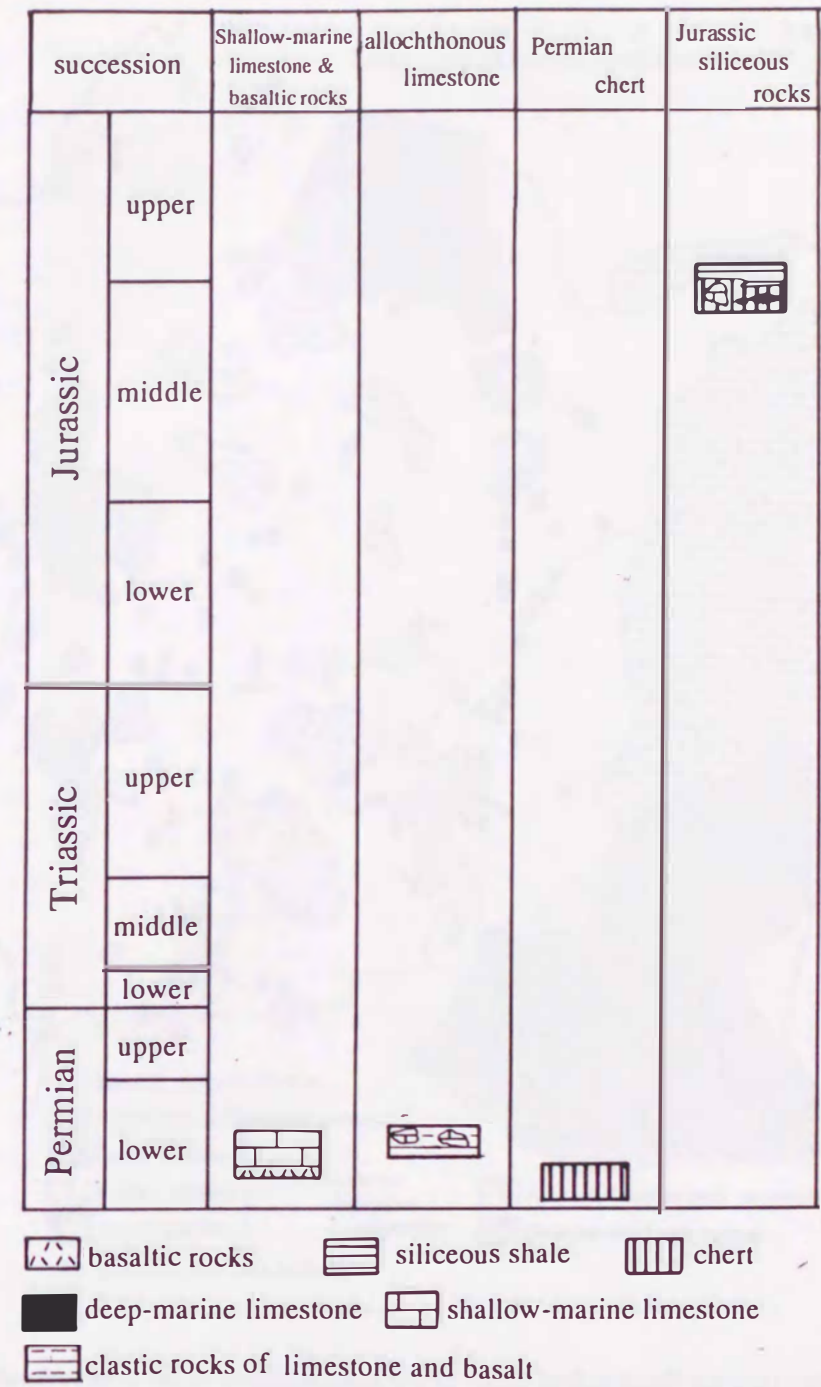 succession
Shallow-marine
limestone &
basaltic rocks
allochthonous
limestone
Permian
chert
Jurassic
siliceous
rocks
Jurassic
upper
middle
lower
Triassic
upper
middle
lower
Permian
upper
lower
basaltic rocks
siliceous shale
chert
deep-marine limestone
shallow-marine limestone
clastic rocks of limestone and basalt